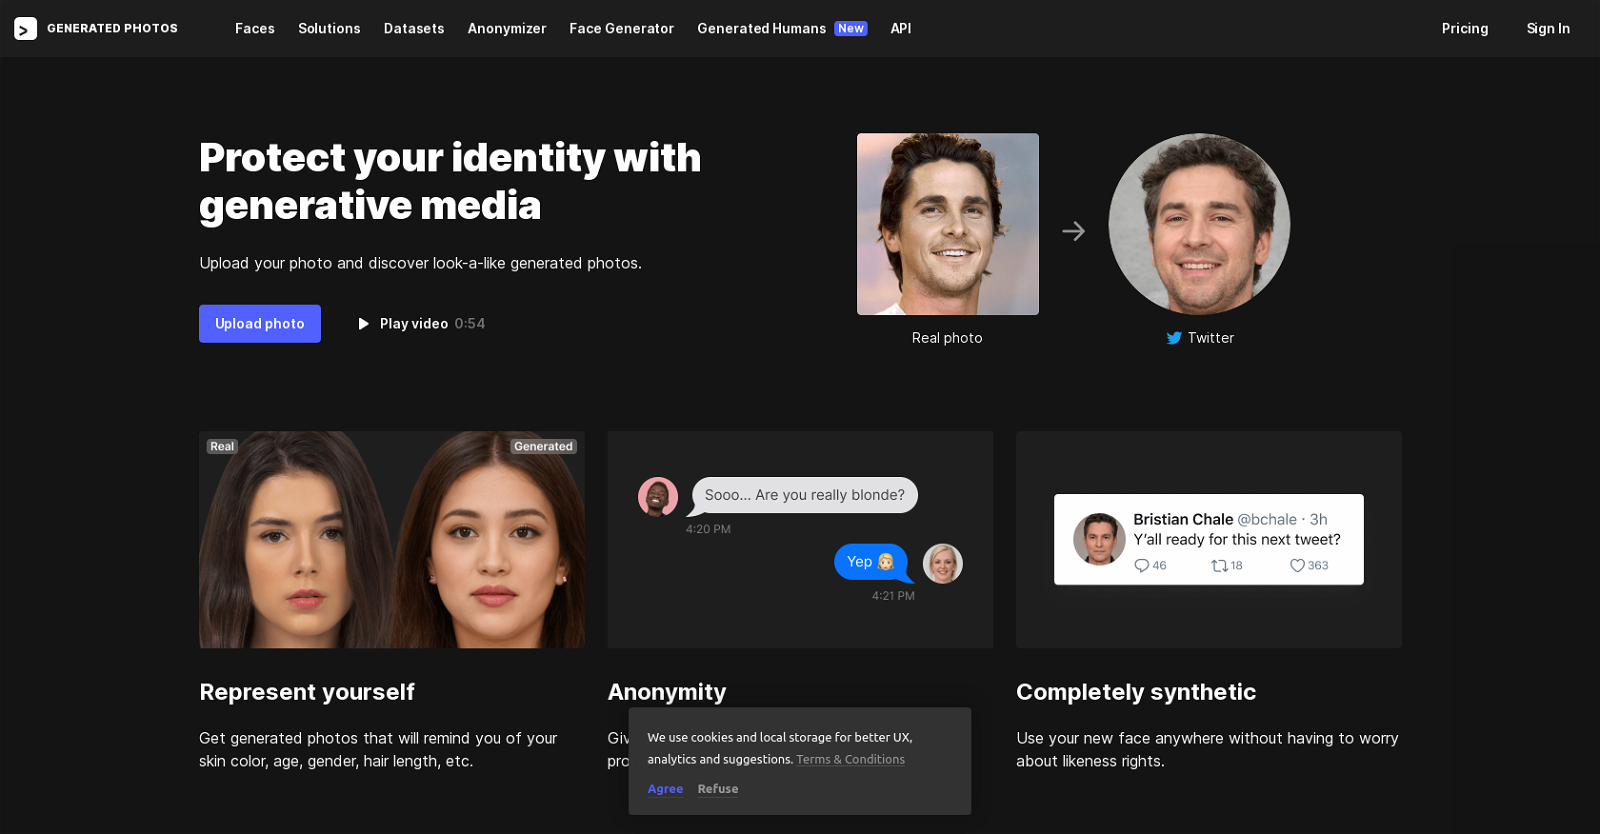 GENERATED PHOTOS
Faces
Solutions
Datasets
Anonymizer
Face Generator
Generated Humans New
API
Pricing
Sign In
Protect your identity with
generative media
Upload your photo and discover look-a-like generated photos.
Upload photo
Play video 0:54
Real photo
Twitter
Real
Generated
Sooo... Are you really blonde?
4:20 PM
Yep 👩🏼
4:21 PM
Bristian Chale @bchale · 3h
Y'all ready for this next tweet?
46
18
363
Represent yourself
Get generated photos that will remind you of your
skin color, age, gender, hair length, etc.
Anonymity
Completely synthetic
Use your new face anywhere without having to worry
about likeness rights.
We use cookies and local storage for better UX,
analytics and suggestions. Terms & Conditions
Agree
Refuse